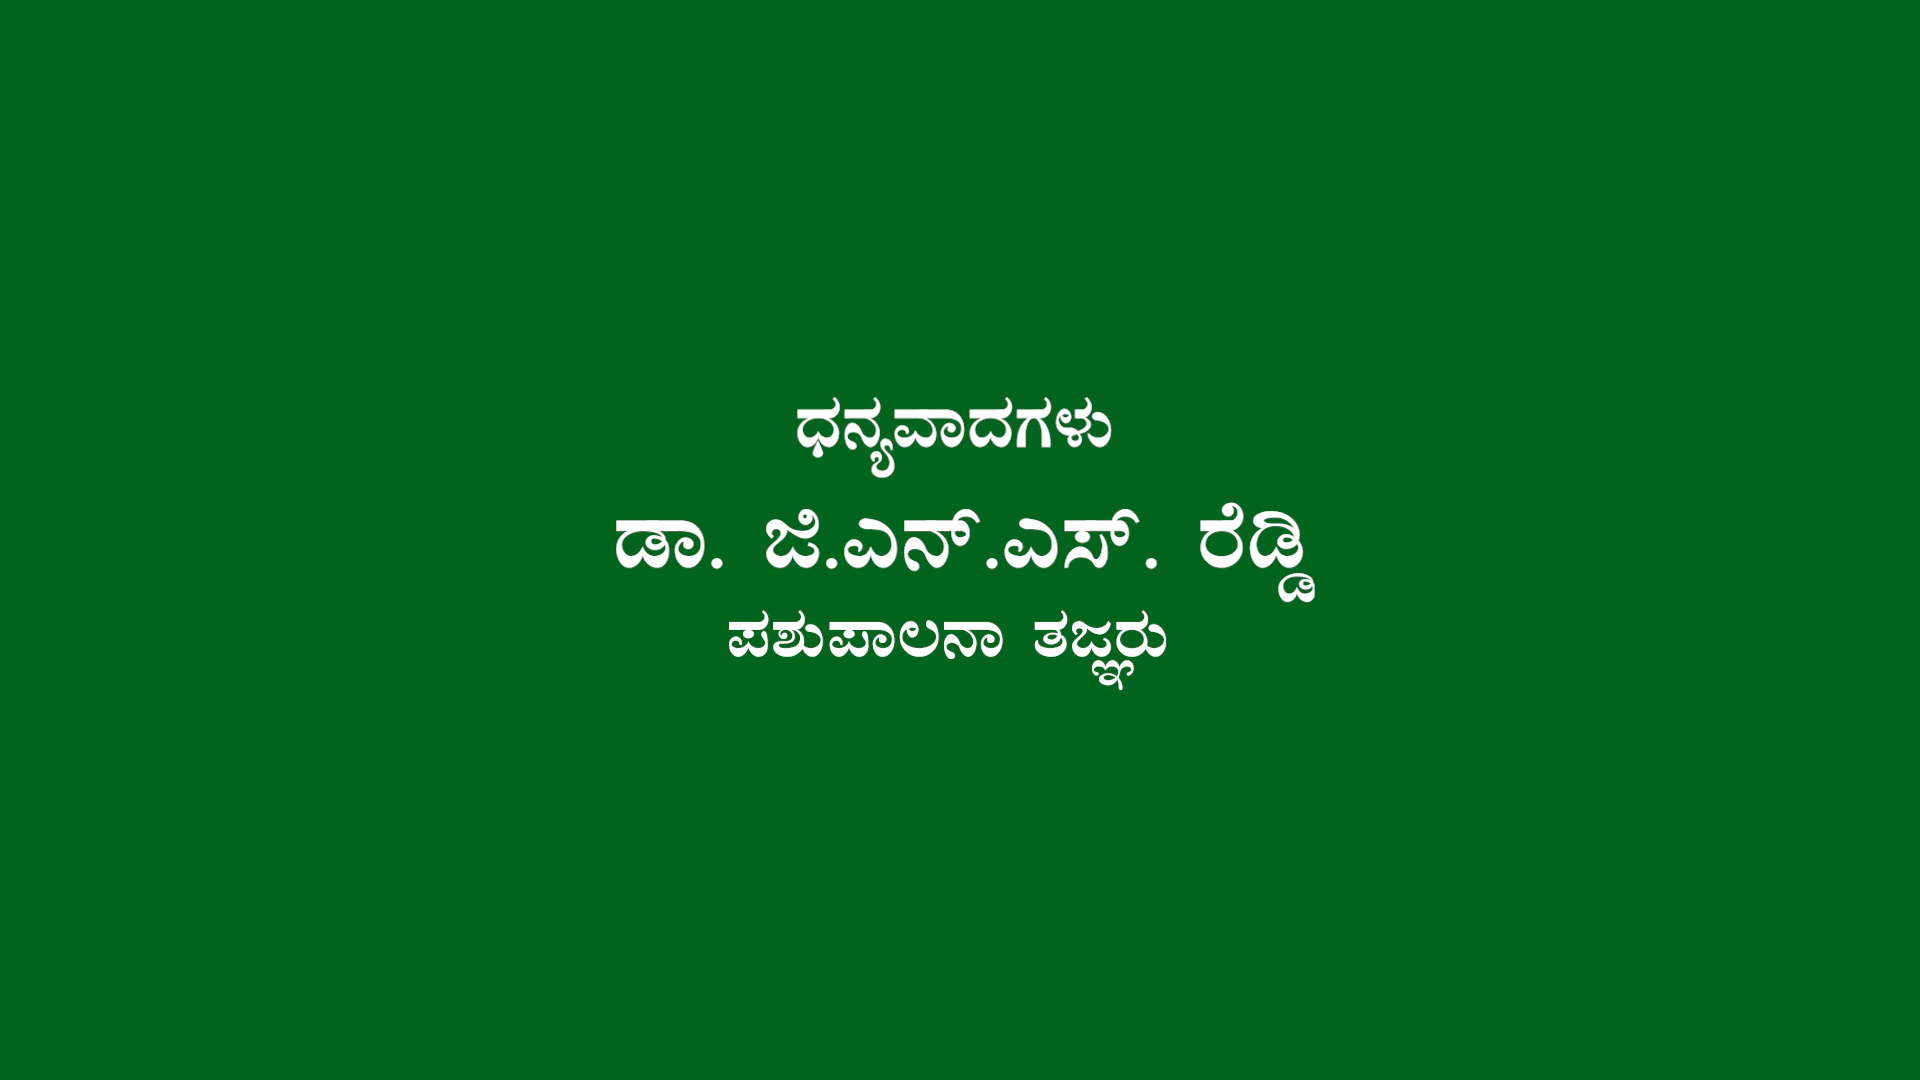 ಧನ್ಯವಾದಗಳು
ಡಾ. ಜಿ.ಎನ್.ಎಸ್. ರೆಡ್ಡಿ
ಪಶುಪಾಲನಾ ತಜ್ಞರು